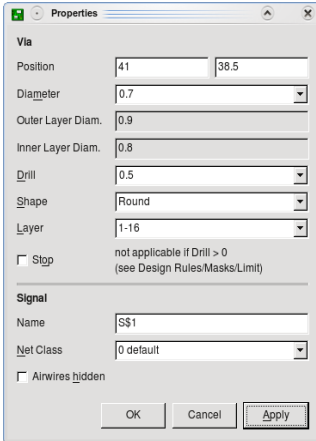 Properties
Via
Position 41 38.5
Diameter 0.7
Outer Layer Diam. 0.9
Inner Layer Diam. 0.8
Drill 0.5
Shape Round
Layer 1-16
Stop not applicable if Drill > 0
(see Design Rules/Masks/Limit)
Signal
Name S$1
Net Class 0 default
Airwires hidden
OK Cancel Apply